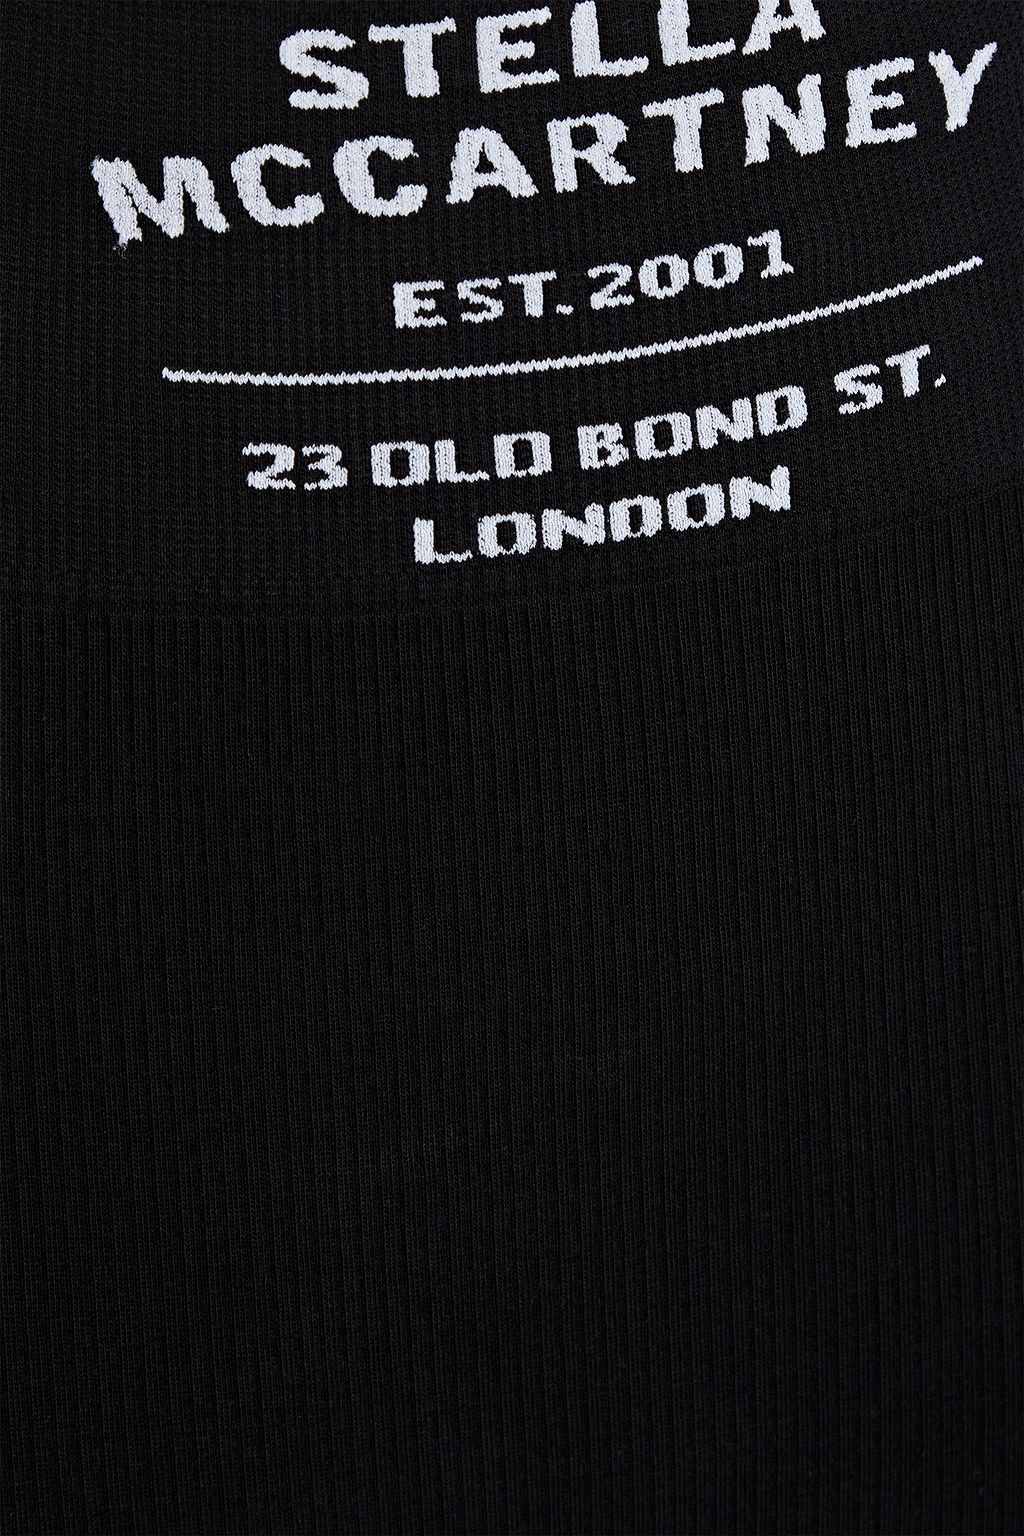 STELLA
MCCARTNEY
EST. 2001
23 OLD BOND ST.
LONDON